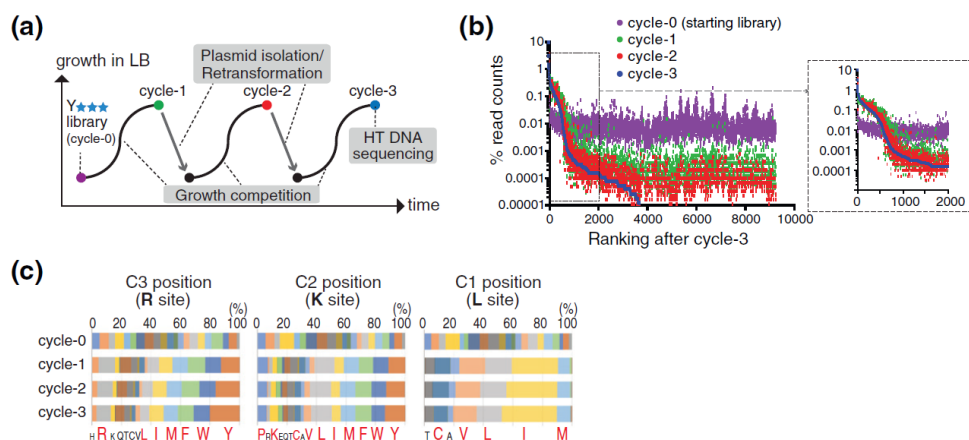 (a)
growth in LB
Y★★★
library
(cycle-0)
cycle-1
Plasmid isolation/
Retransformation
cycle-2
cycle-3
HT DNA
sequencing
Growth competition
time
(b)
cycle-0 (starting library)
cycle-1
cycle-2
cycle-3
% read counts
10
1
0.1
0.01
0.001
0.0001
0.00001
0 2000 4000 6000 8000 10000
Ranking after cycle-3
10
1
0.1
0.01
0.001
0.0001
0 1000 2000
(c)
C3 position
(R site)
(%)
0 20 40 60 80 100
C2 position
(K site)
(%)
0 20 40 60 80 100
C1 position
(L site)
(%)
0 20 40 60 80 100
cycle-0
cycle-1
cycle-2
cycle-3
H R K QTCV L I M F W Y
P R K EQT C A V L I M F W Y
T C A V L I M